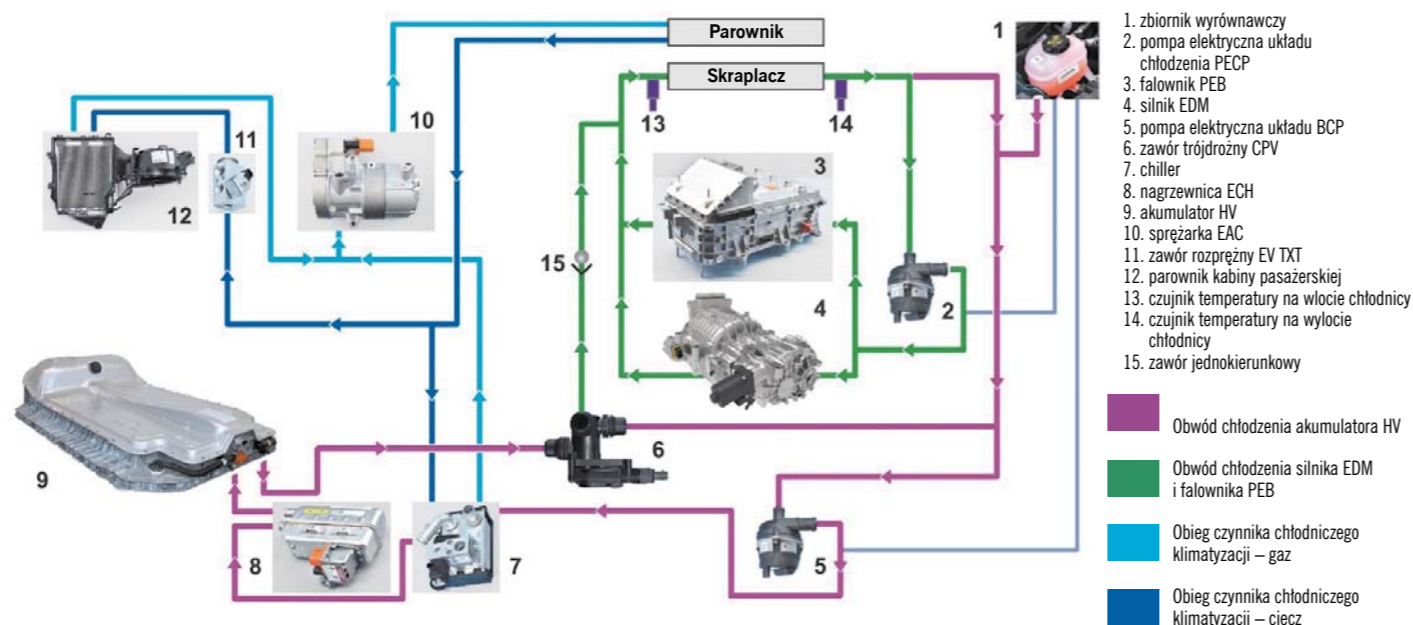 Parownik
Skraplacz
1
2
3
4
5
6
7
8
9
10
11
12
13
14
15
1. zbiornik wyrównawczy
2. pompa elektryczna układu
chłodzenia PECP
3. falownik PEB
4. silnik EDM
5. pompa elektryczna układu BCP
6. zawór trójdrożny CPV
7. chiller
8. nagrzewnica ECH
9. akumulator HV
10. sprężarka EAC
11. zawór rozprężny EV TXT
12. parownik kabiny pasażerskiej
13. czujnik temperatury na wlocie chłodnicy
14. czujnik temperatury na wylocie
chłodnicy
15. zawór jednokierunkowy
Obwód chłodzenia akumulatora HV
Obwód chłodzenia silnika EDM
i falownika PEB
Obieg czynnika chłodniczego
klimatyzacji – gaz
Obieg czynnika chłodniczego
klimatyzacji – ciecz